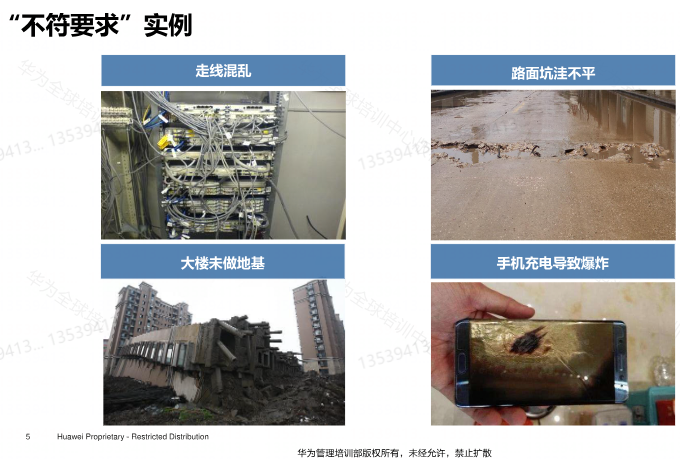 “不符要求”实例
走线混乱
路面坑洼不平
大楼未做地基
手机充电导致爆炸
5
Huawei Proprietary - Restricted Distribution
华为管理培训部版权所有，未经允许，禁止扩散